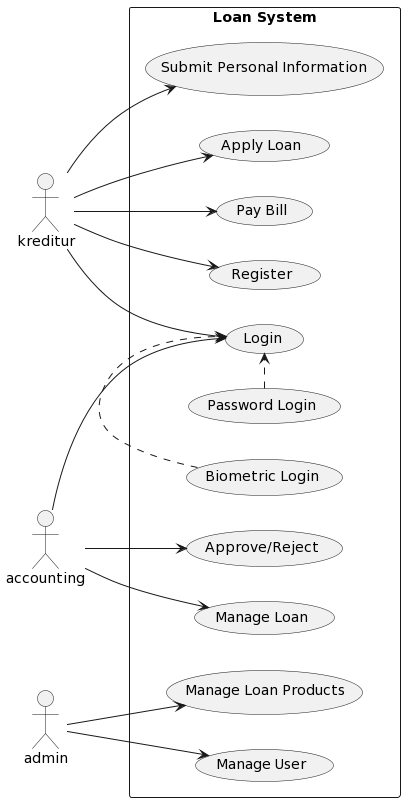 Loan System
Submit Personal Information
Apply Loan
Pay Bill
kreditur
Register
Login
Password Login
Biometric Login
Approve/Reject
accounting
Manage Loan
Manage Loan Products
admin
Manage User